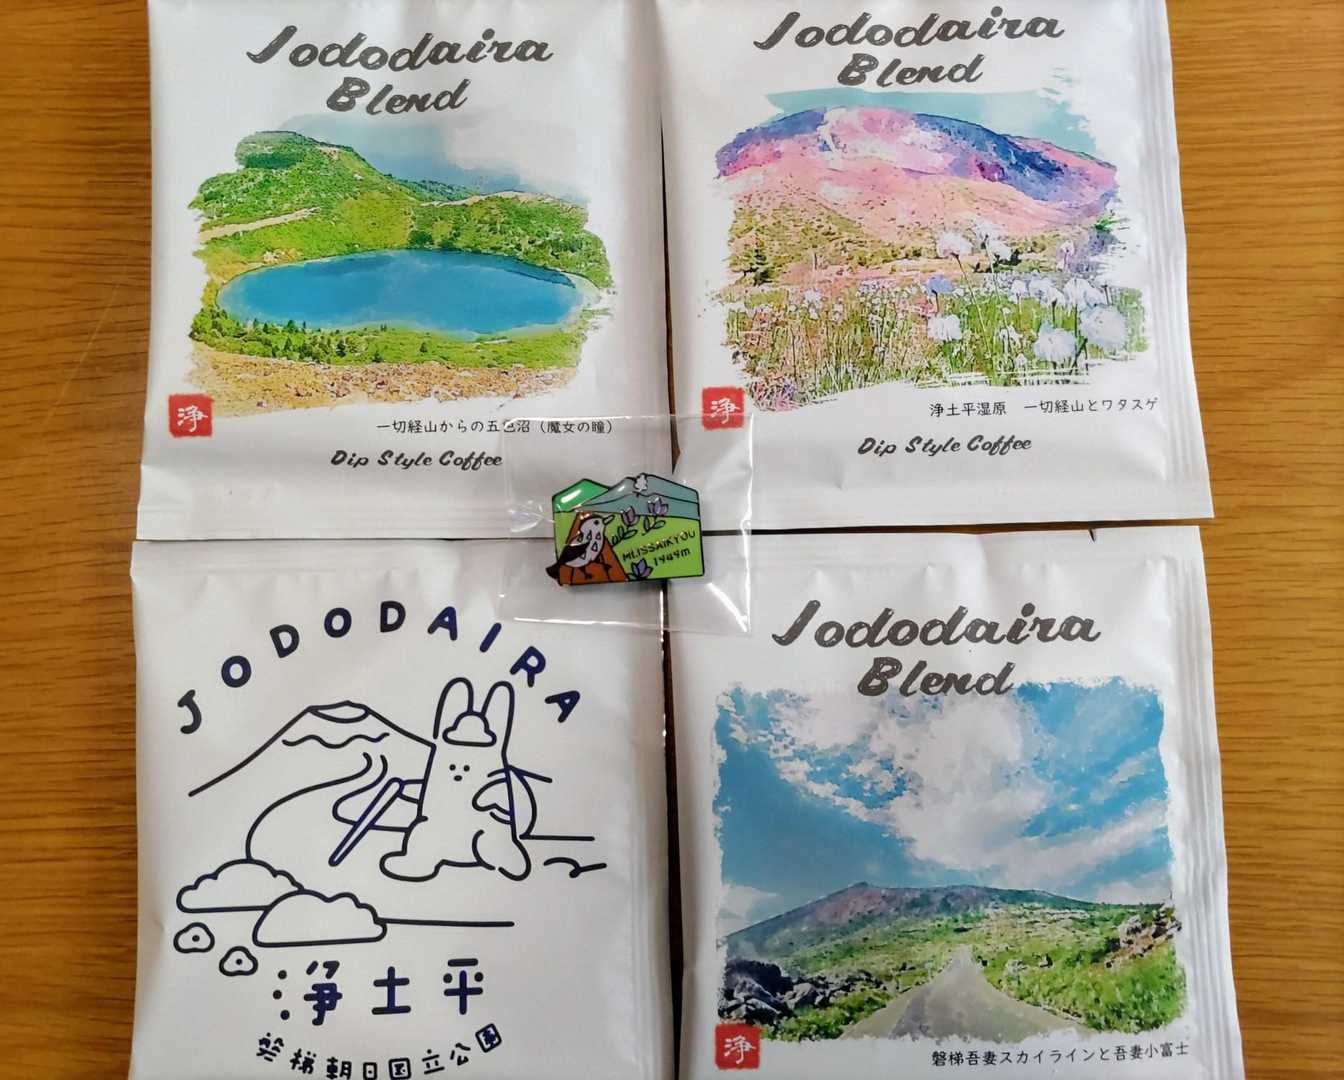 Jododaira
Blend
浄
一切経山からの五色沼（魔女の瞳）
Dip Style Coffee
Jododaira
Blend
浄
浄土平湿原　一切経山とワタスゲ
Dip Style Coffee
Mt.ISSAIKYOU
1949m
JODODAIRA
浄土平
磐梯朝日国立公園
Jododaira
Blend
浄
磐梯吾妻スカイラインと吾妻小富士